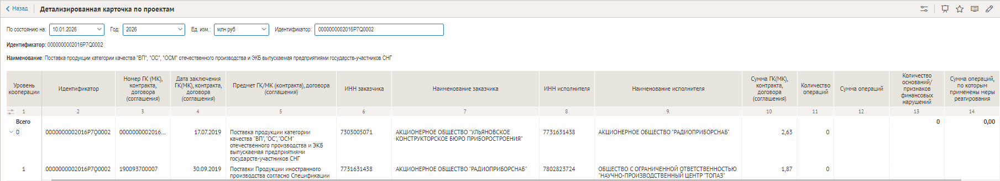 Назад
Детализированная карточка по проектам
По состоянию на: 10.01.2026 Год: 2026 Ед. изм.: млн руб Идентификатор: 0000000002016P7Q0002
Идентификатор: 0000000002016P7Q0002
Наименование: Поставка продукции категории качества "ВП", "ОС", "ОСМ" отечественного производства и ЭКБ выпускаемая предприятиями государств-участников СНГ
Уровень
кооперации
Идентификатор
Номер ГК (МК),
контракта,
договора
(соглашения)
Дата заключения
ГК(МК), контракта,
договора
(соглашения)
Предмет ГК/МК (контракта), договора
(соглашения)
ИНН заказчика
Наименование заказчика
ИНН исполнителя
Наименование исполнителя
Сумма ГК(МК),
контракта,
договора
(соглашения)
Количество
операций
Сумма операций
Количество
оснований/
признаков
финансовых
нарушений
Сумма операций,
по которым
применены меры
реагирования
1 2 3 4 5 6 7 8 9 10 11 12 13 14
Всего 0 0,00
0 0000000002016P7Q0002 0000000002016... 17.07.2019
Поставка продукции категории
качества "ВП", "ОС", "ОСМ"
отечественного производства и ЭКБ
выпускаемая предприятиями
государств-участников СНГ
7303005071
АКЦИОНЕРНОЕ ОБЩЕСТВО "УЛЬЯНОВСКОЕ
КОНСТРУКТОРСКОЕ БЮРО ПРИБОРОСТРОЕНИЯ"
7731631438
АКЦИОНЕРНОЕ ОБЩЕСТВО "РАДИОПРИБОРСНАБ"
2,63 0
1 0000000002016P7Q0002 190093700007 30.09.2019
Поставки Продукции иностранного
производства согласно Спецификации
7731631438
АКЦИОНЕРНОЕ ОБЩЕСТВО "РАДИОПРИБОРСНАБ"
7802823724
ОБЩЕСТВО С ОГРАНИЧЕННОЙ ОТВЕТСТВЕННОСТЬЮ
"НАУЧНО-ПРОИЗВОДСТВЕННЫЙ ЦЕНТР "ТОПАЗ"
1,87 0